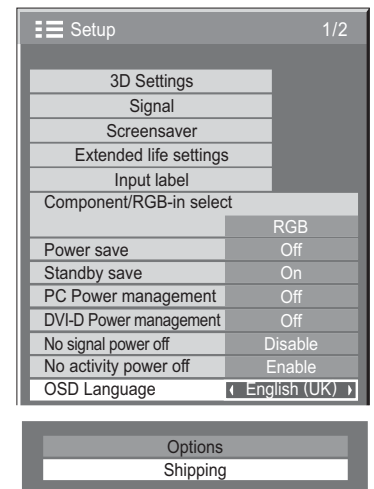 Setup 1/2
3D Settings
Signal
Screensaver
Extended life settings
Input label
Component/RGB-in select
RGB
Power save Off
Standby save On
PC Power management Off
DVI-D Power management Off
No signal power off Disable
No activity power off Enable
OSD Language English (UK)
Options
Shipping